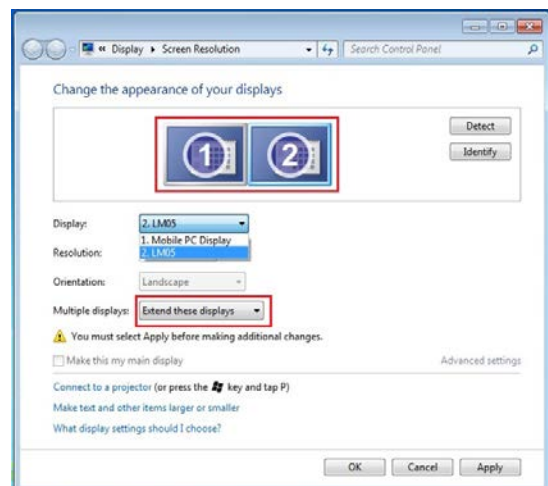 « Display ▸ Screen Resolution
Search Control Panel
Change the appearance of your displays
1
2
Detect
Identify
Display:
2. LM05
1. Mobile PC Display
2. LM05
Resolution:
Orientation:
Landscape
Multiple displays:
Extend these displays
You must select Apply before making additional changes.
Make this my main display
Advanced settings
Connect to a projector (or press the key and tap P)
Make text and other items larger or smaller
What display settings should I choose?
OK
Cancel
Apply